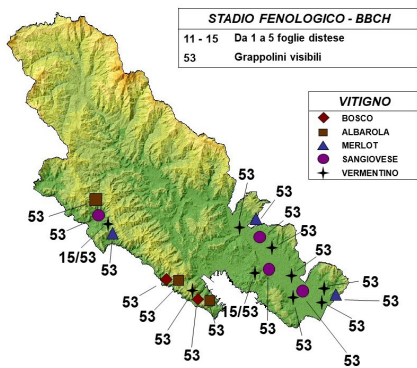 STADIO FENOLOGICO - BBCH
11 - 15 Da 1 a 5 foglie distese
53 Grappolini visibili
VITIGNO
BOSCO
ALBAROLA
MERLOT
SANGIOVESE
VERMENTINO
53
53
53
53
53
53
15/53
53
53
53
53
53
53
53
15/53
53
53
53
53
53
53